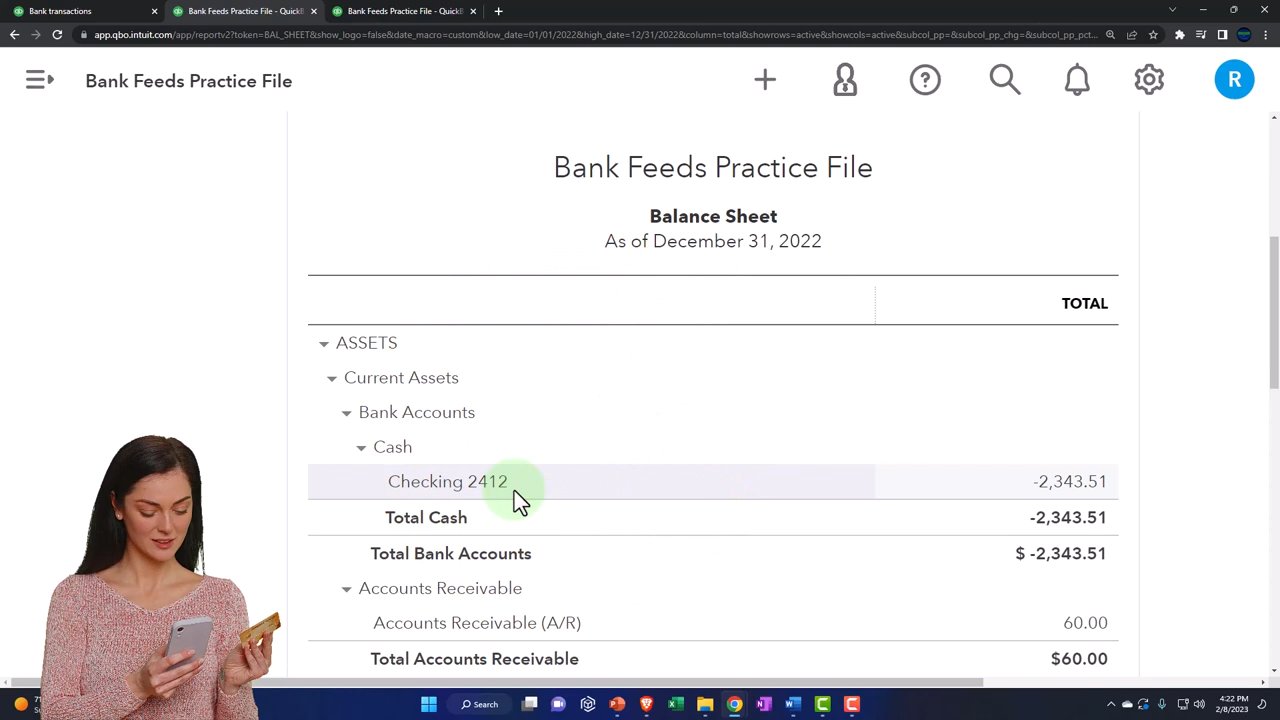 Bank transactions
Bank Feeds Practice File - QuickB
Bank Feeds Practice File - QuickB
app.qbo.intuit.com/app/reportv2?token=BAL_SHEET&show_logo=false&date_macro=custom&low_date=01/01/2022&high_date=12/31/2022&column=total&showrows=active&showcols=active&subcol_pp=&subcol_pp_chg=&subcol_pp_pct...
Bank Feeds Practice File
R
Bank Feeds Practice File
Balance Sheet
As of December 31, 2022
TOTAL
ASSETS
Current Assets
Bank Accounts
Cash
Checking 2412 -2,343.51
Total Cash -2,343.51
Total Bank Accounts $ -2,343.51
Accounts Receivable
Accounts Receivable (A/R) 60.00
Total Accounts Receivable $60.00
Search
4:22 PM
2/8/2023